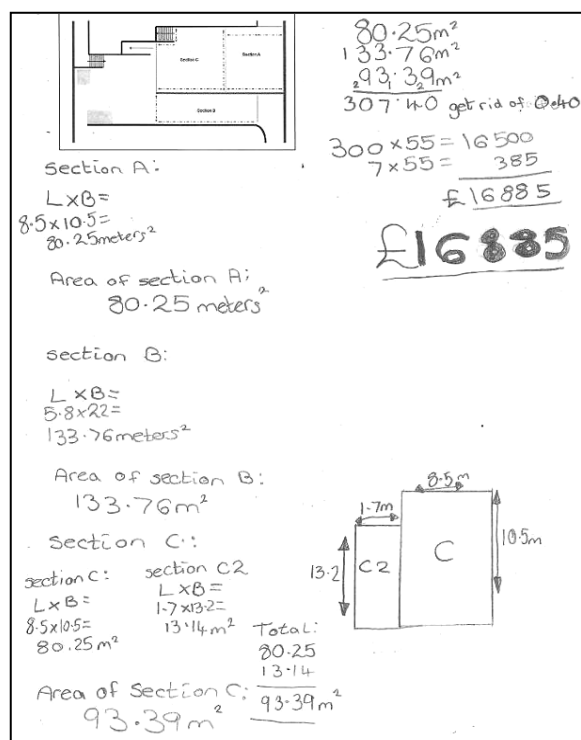 Section C
Section A
Section B
80.25m²
133.76m²
93.39m²
307.40 get rid of 0.40
300 x 55 = 16500
7 x 55 = 385
£16885
£16885
Section A:
L x B =
8.5 x 10.5 =
80.25 meters²
Area of section A:
80.25 meters²
Section B:
L x B =
5.8 x 22 =
133.76 meters²
Area of section B:
133.76m²
Section C:
section C:
L x B =
8.5 x 10.5 =
80.25m²
section C2
L x B =
1.7 x 13.2 =
13.14m²
Total:
80.25
13.14
93.39m²
Area of Section C:
93.39m²
8.5m
1.7m
10.5m
13.2
C2
C